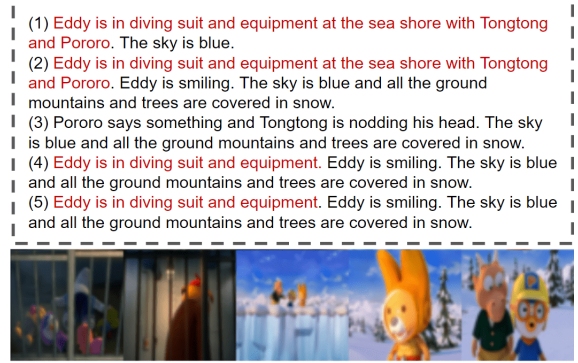 (1) Eddy is in diving suit and equipment at the sea shore with Tongtong
and Pororo. The sky is blue.
(2) Eddy is in diving suit and equipment at the sea shore with Tongtong
and Pororo. Eddy is smiling. The sky is blue and all the ground
mountains and trees are covered in snow.
(3) Pororo says something and Tongtong is nodding his head. The sky
is blue and all the ground mountains and trees are covered in snow.
(4) Eddy is in diving suit and equipment. Eddy is smiling. The sky is blue
and all the ground mountains and trees are covered in snow.
(5) Eddy is in diving suit and equipment. Eddy is smiling. The sky is blue
and all the ground mountains and trees are covered in snow.